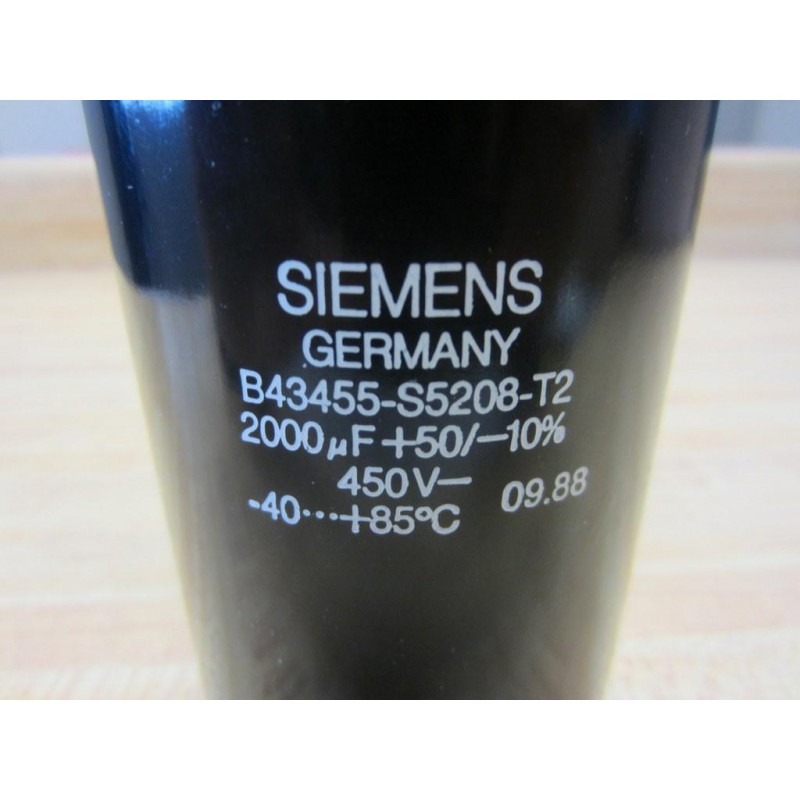 SIEMENS
GERMANY
B43455-S5208-T2
2000µF+50/-10%
450V-
09.88
-40···+85°C